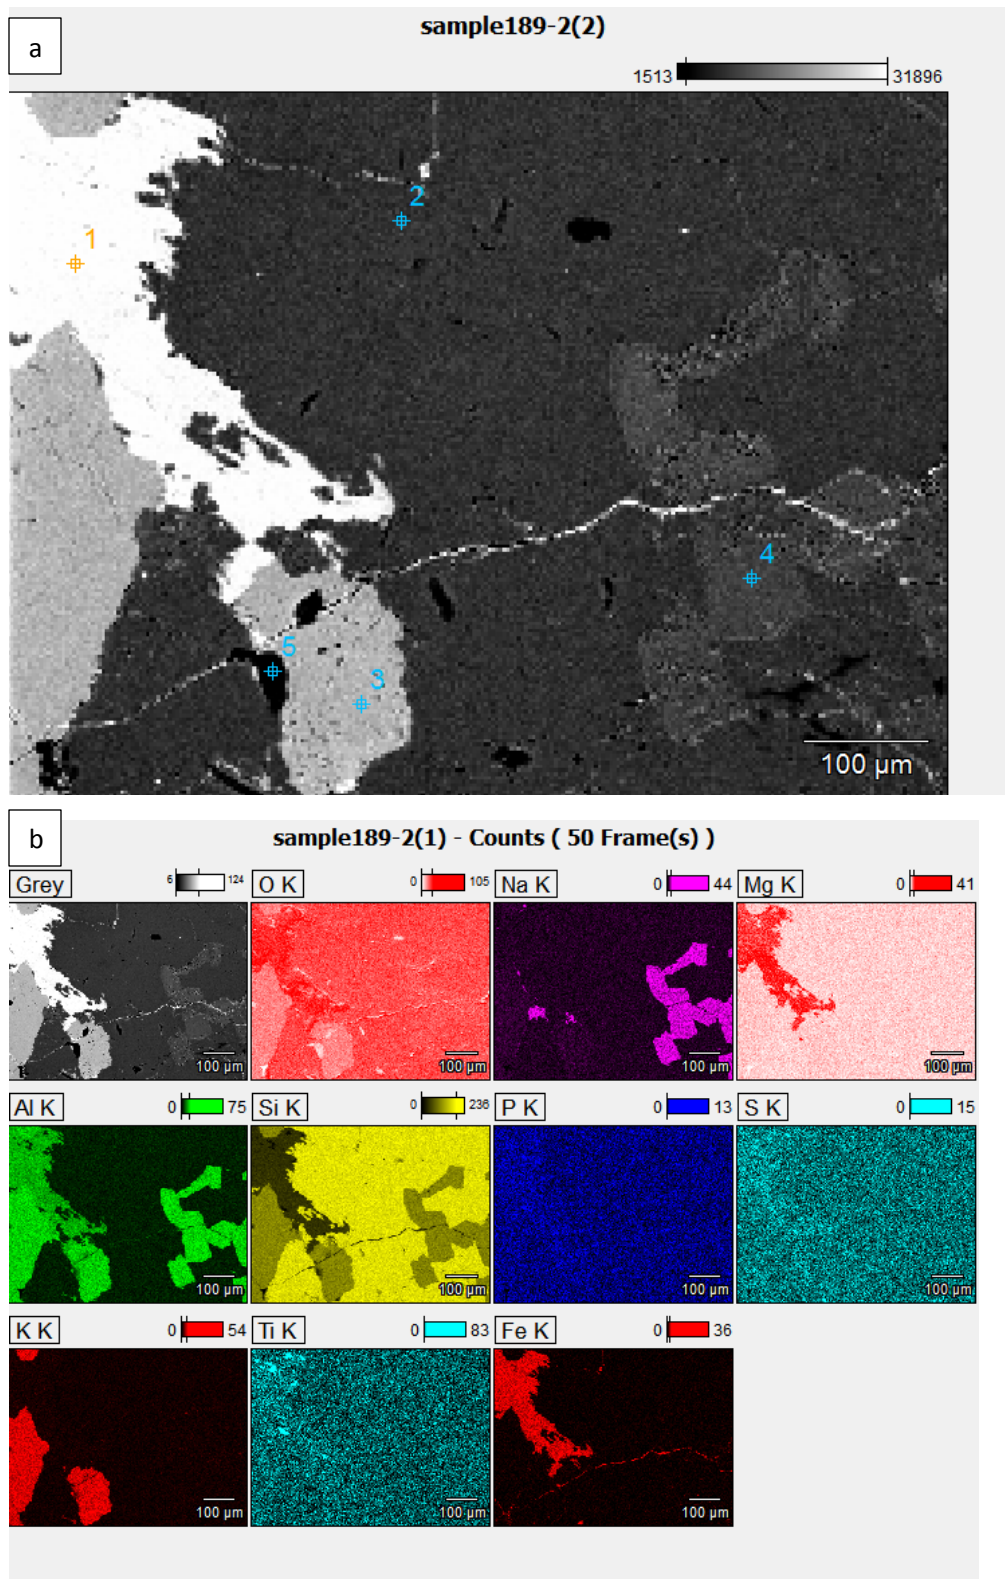 a
sample189-2(2)
1513 31896
1
2
4
5
3
100 µm
b
sample189-2(1) - Counts ( 50 Frame(s) )
Grey 6 124 O K 0 105 Na K 0 44 Mg K 0 41
100 µm 100 µm 100 µm 100 µm
Al K 0 75 Si K 0 236 P K 0 13 S K 0 15
100 µm 100 µm 100 µm 100 µm
K K 0 54 Ti K 0 83 Fe K 0 36
100 µm 100 µm 100 µm